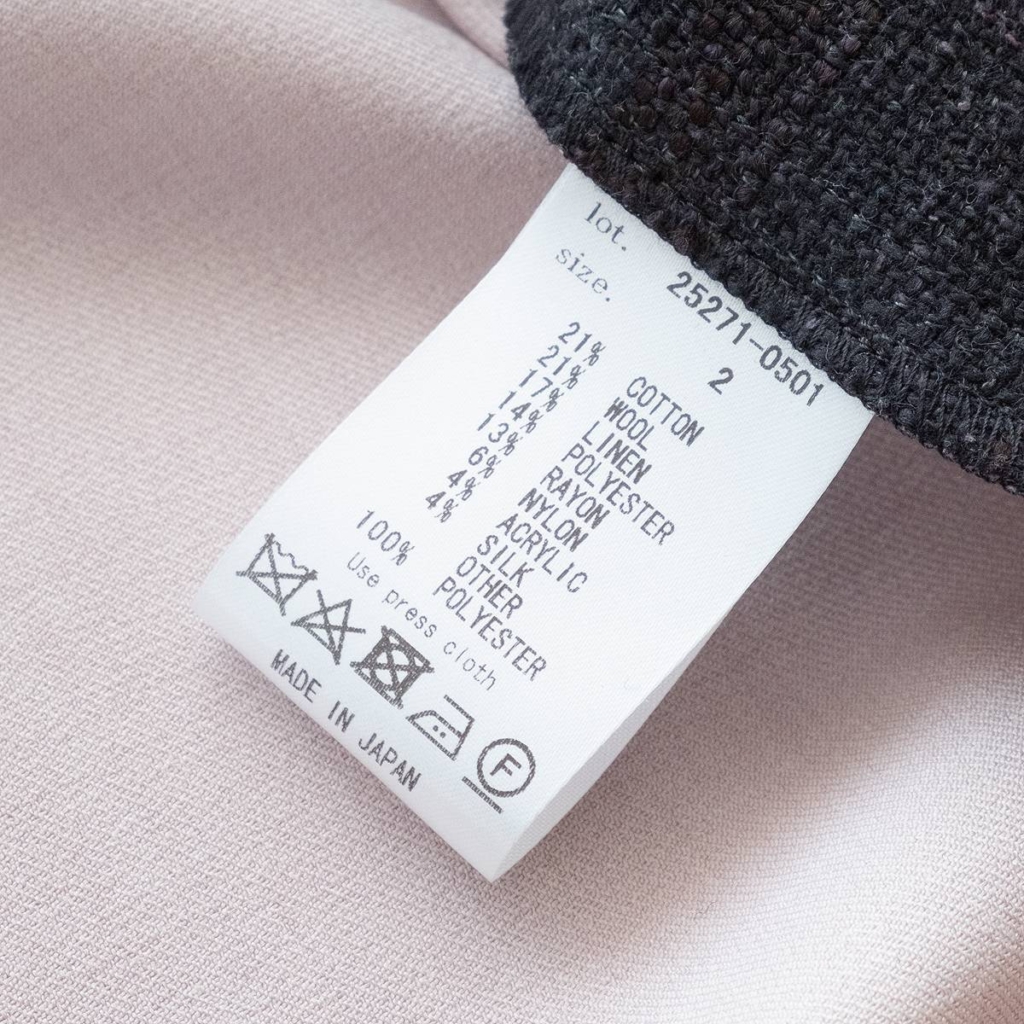 lot. 25271-0501
size. 2
21% COTTON
21% WOOL
17% LINEN
14% POLYESTER
13% RAYON
6% NYLON
4% ACRYLIC
4% SILK
OTHER
100% POLYESTER
Use press cloth
F
MADE IN JAPAN